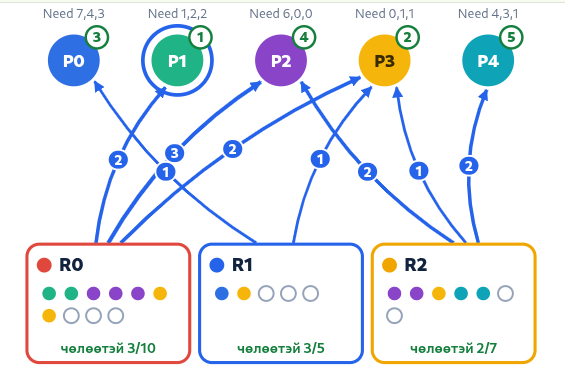 Need 7,4,3 Need 1,2,2 Need 6,0,0 Need 0,1,1 Need 4,3,1
3 1 4 2 5
P0 P1 P2 P3 P4
2 3 1 2 1 2 1 2
R0 R1 R2
чөлөөтэй 3/10 чөлөөтэй 3/5 чөлөөтэй 2/7